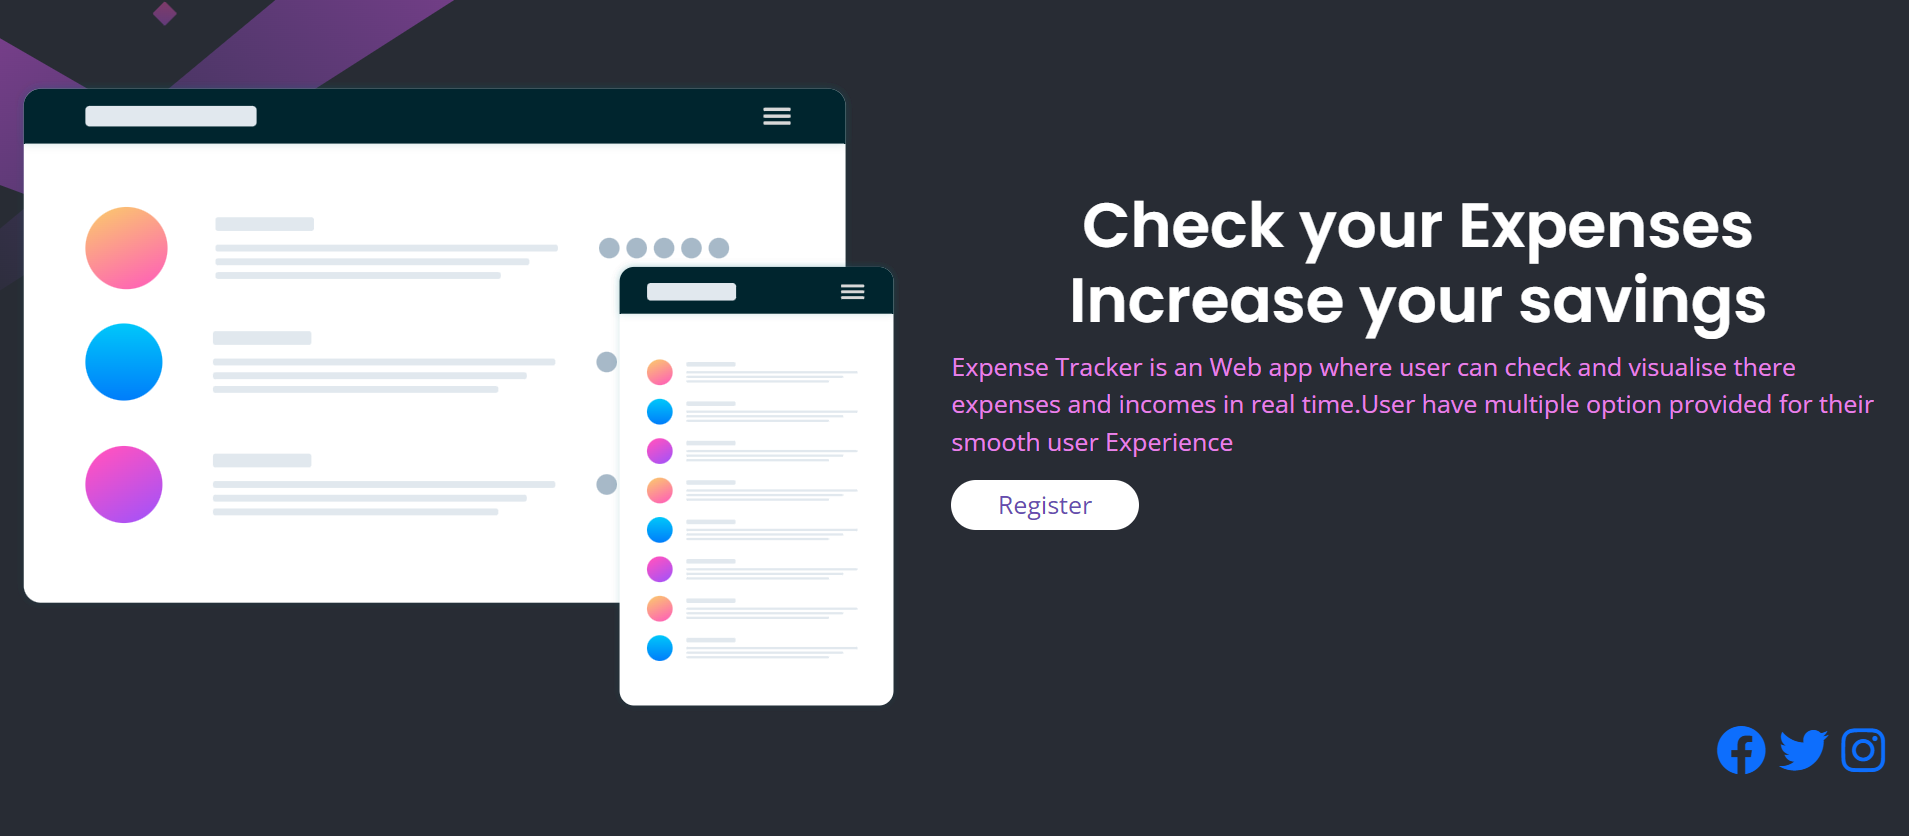 Check your Expenses
Increase your savings
Expense Tracker is an Web app where user can check and visualise there
expenses and incomes in real time.User have multiple option provided for their
smooth user Experience
Register